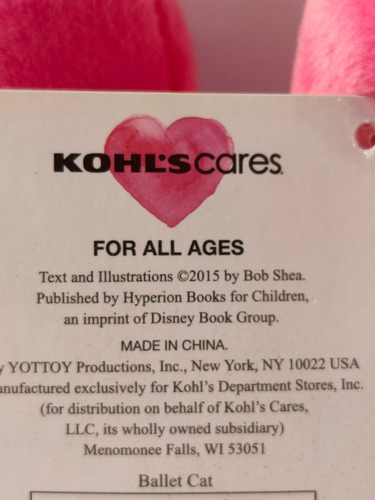 KOHL'S cares.
FOR ALL AGES
Text and Illustrations ©2015 by Bob Shea.
Published by Hyperion Books for Children,
an imprint of Disney Book Group.
MADE IN CHINA.
YOTTOY Productions, Inc., New York, NY 10022 USA
exclusively for Kohl's Department Stores, Inc.
(for distribution on behalf of Kohl's Cares,
LLC, its wholly owned subsidiary)
Menomonee Falls, WI 53051
Ballet Cat